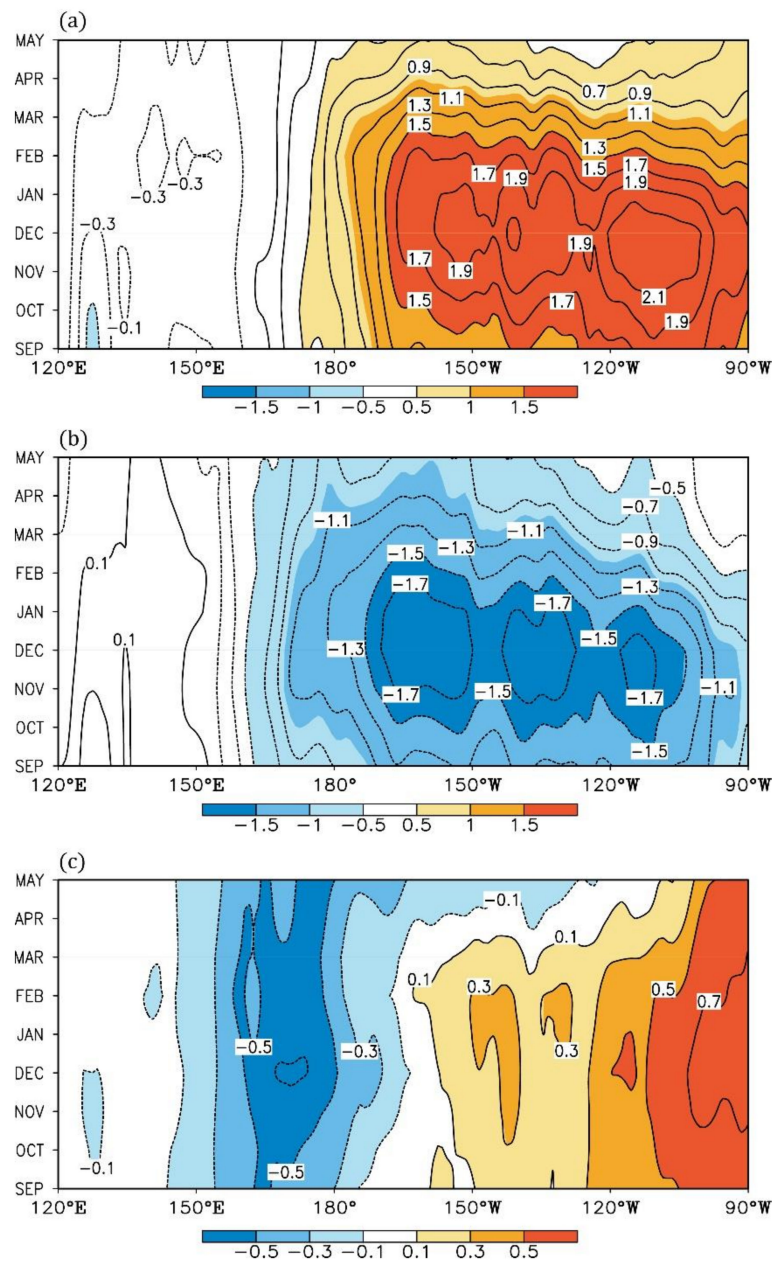 (a)
MAY
APR
MAR
FEB
JAN
DEC
NOV
OCT
SEP
0.9
0.7
0.9
1.1
1.3
1.1
1.5
1.3
1.5
1.7
1.9
1.7
1.9
-0.3
-0.3
-0.3
-0.1
1.7
1.9
1.5
1.9
1.7
2.1
1.9
120°E 150°E 180° 150°W 120°W 90°W
-1.5 -1 -0.5 0.5 1 1.5
(b)
MAY
APR
MAR
FEB
JAN
DEC
NOV
OCT
SEP
-0.5
-0.7
-1.1
-1.1
-0.9
-1.3
-1.5
-1.7
-1.3
0.1
0.1
-1.7
-1.5
-1.3
-1.7
-1.5
-1.7
-1.1
-1.5
120°E 150°E 180° 150°W 120°W 90°W
-1.5 -1 -0.5 0.5 1 1.5
(c)
MAY
APR
MAR
FEB
JAN
DEC
NOV
OCT
SEP
-0.1
0.1
0.1
0.3
0.5
0.7
-0.5
-0.3
0.3
-0.1
-0.5
120°E 150°E 180° 150°W 120°W 90°W
-0.5 -0.3 -0.1 0.1 0.3 0.5